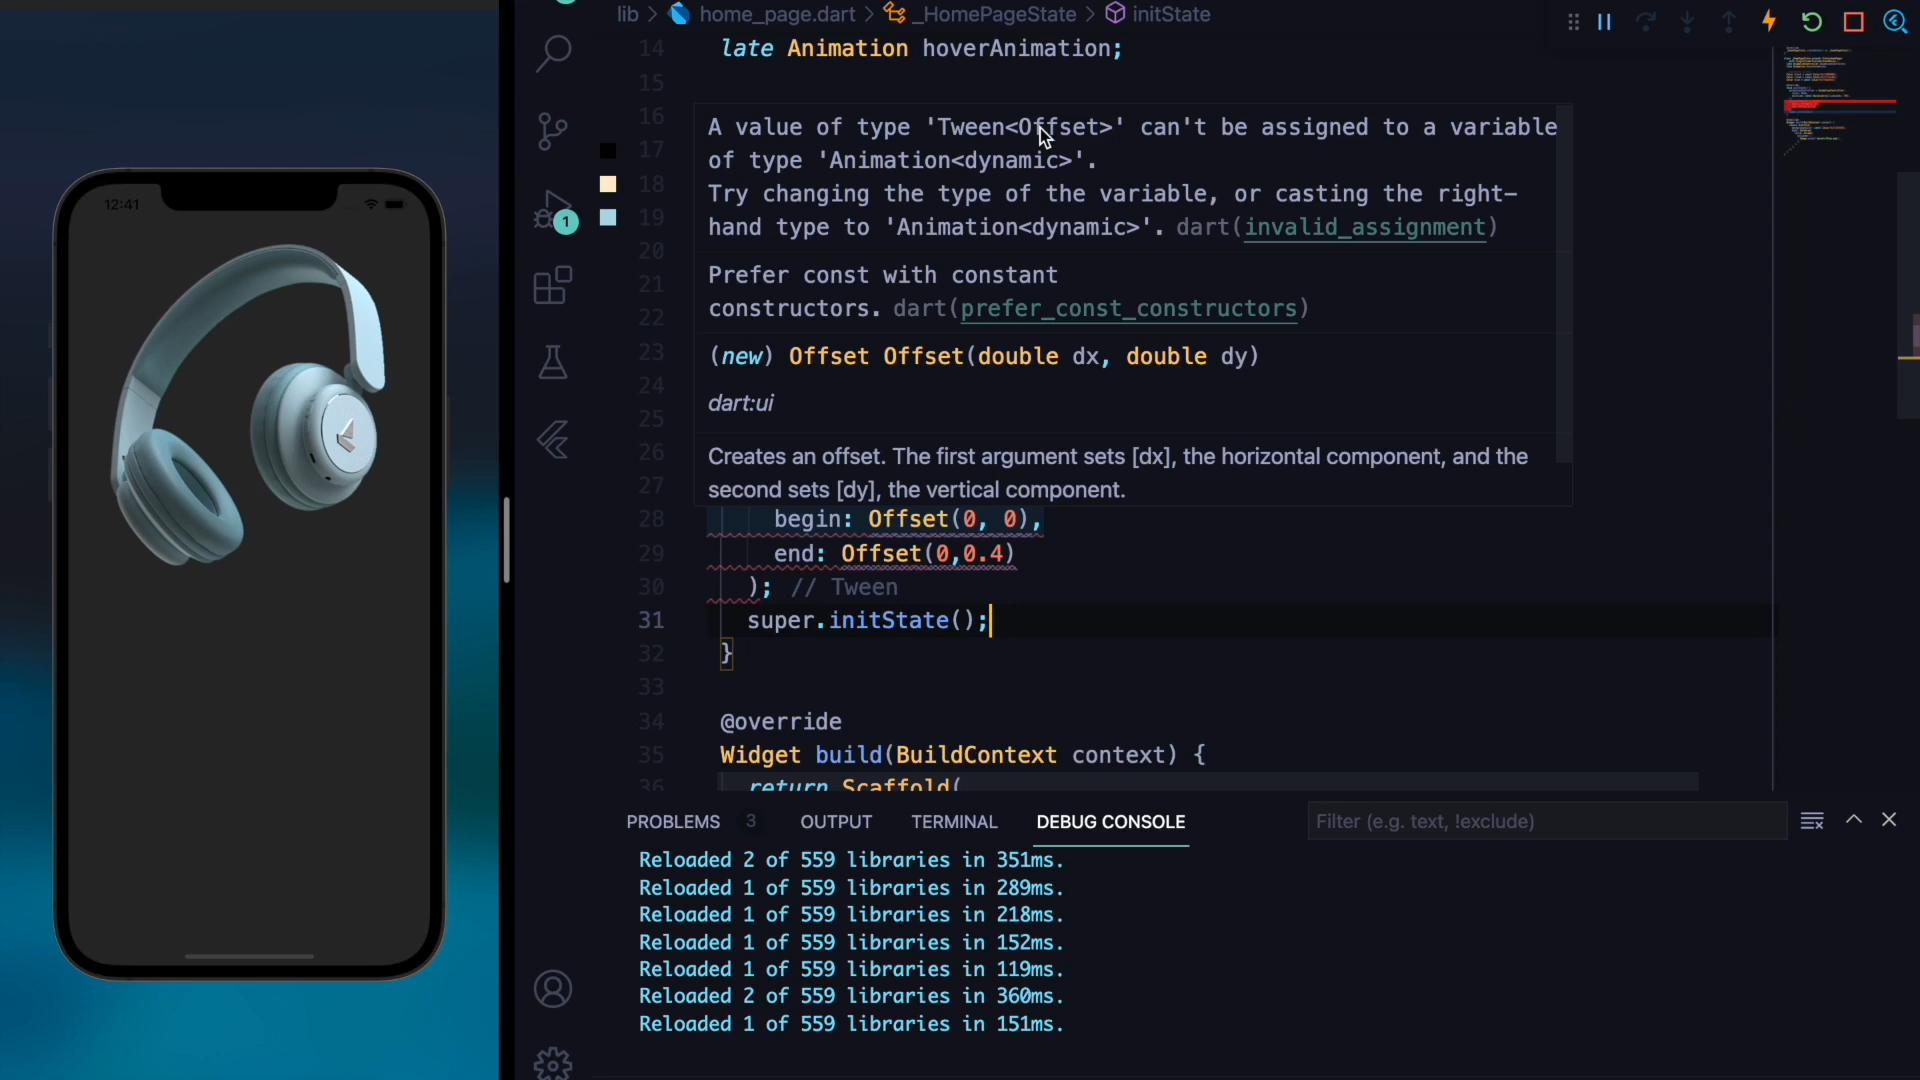 lib > home_page.dart > _HomePageState > initState
12:41
1
14 late Animation hoverAnimation;
15
16
17
18
19
20
21
22
23
24
25
26
27
A value of type 'Tween<Offset>' can't be assigned to a variable
of type 'Animation<dynamic>'.
Try changing the type of the variable, or casting the right-
hand type to 'Animation<dynamic>'. dart(invalid_assignment)
Prefer const with constant
constructors. dart(prefer_const_constructors)
(new) Offset Offset(double dx, double dy)
dart:ui
Creates an offset. The first argument sets [dx], the horizontal component, and the
second sets [dy], the vertical component.
28 begin: Offset(0, 0),
29 end: Offset(0,0.4)
30 ); // Tween
31 super.initState();
32 }
33
34 @override
35 Widget build(BuildContext context) {
36 return Scaffold(
PROBLEMS 3 OUTPUT TERMINAL DEBUG CONSOLE Filter (e.g. text, !exclude)
Reloaded 2 of 559 libraries in 351ms.
Reloaded 1 of 559 libraries in 289ms.
Reloaded 1 of 559 libraries in 218ms.
Reloaded 1 of 559 libraries in 152ms.
Reloaded 1 of 559 libraries in 119ms.
Reloaded 2 of 559 libraries in 360ms.
Reloaded 1 of 559 libraries in 151ms.